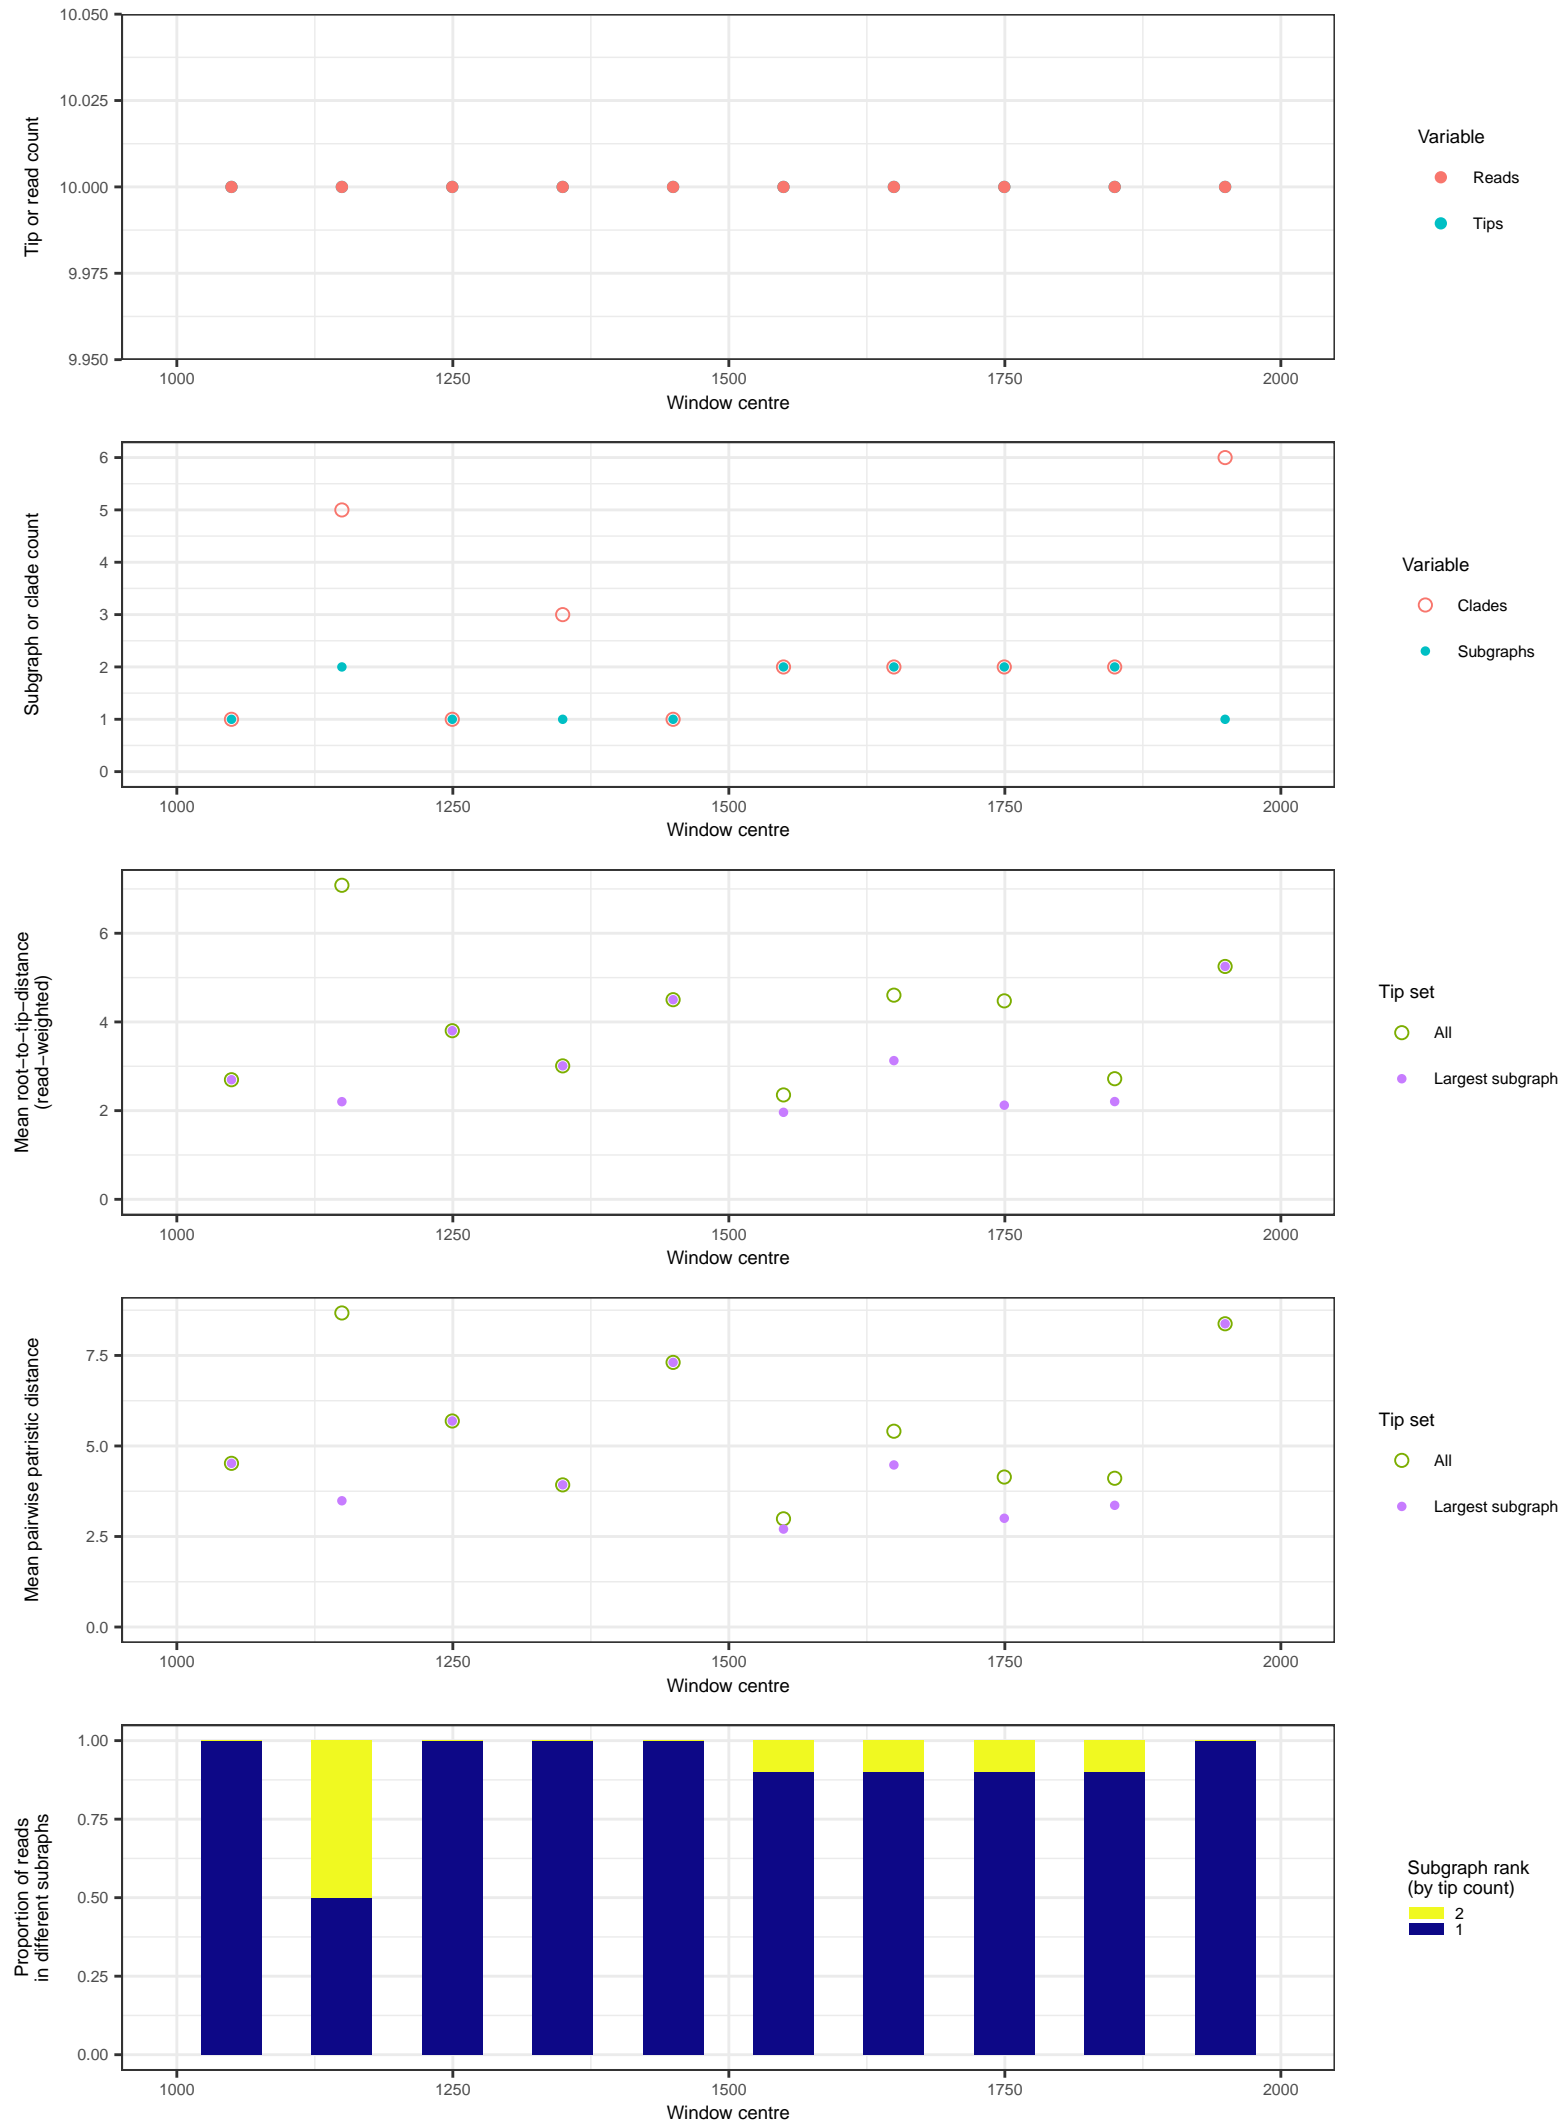 10.050
10.025
10.000
9.975
9.950
Tip or read count
1000 1250 1500 1750 2000
Window centre
Variable
Reads
Tips
6
5
4
3
2
1
0
Subgraph or clade count
1000 1250 1500 1750 2000
Window centre
Variable
Clades
Subgraphs
6
4
2
0
Mean root−to−tip−distance
(read−weighted)
1000 1250 1500 1750 2000
Window centre
Tip set
All
Largest subgraph
7.5
5.0
2.5
0.0
Mean pairwise patristic distance
1000 1250 1500 1750 2000
Window centre
Tip set
All
Largest subgraph
1.00
0.75
0.50
0.25
0.00
Proportion of reads
in different subraphs
1000 1250 1500 1750 2000
Window centre
Subgraph rank
(by tip count)
2
1